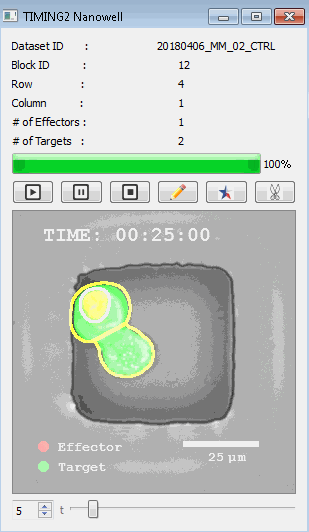 TIMING2 Nanowell
Dataset ID : 20180406_MM_02_CTRL
Block ID : 12
Row : 4
Column : 1
# of Effectors : 1
# of Targets : 2
100%
TIME: 00:25:00
Effector
Target
25 µm
5 t